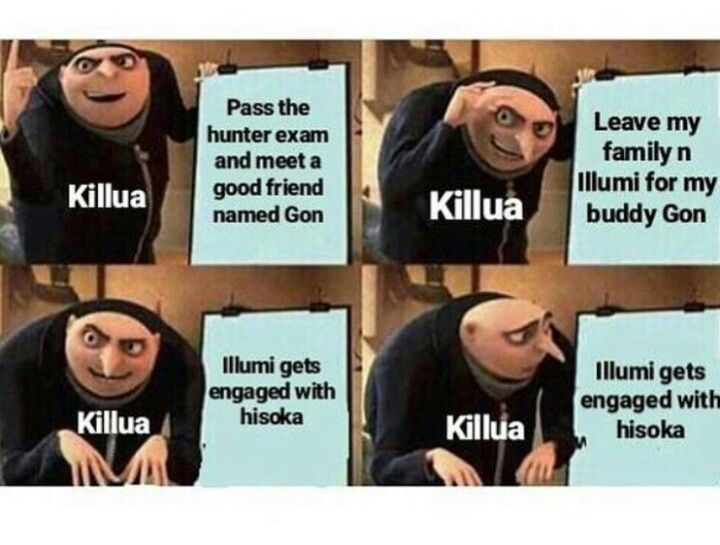 Killua
Pass the
hunter exam
and meet a
good friend
named Gon
Killua
Leave my
family n
Illumi for my
buddy Gon
Killua
Illumi gets
engaged with
hisoka
Killua
Illumi gets
engaged with
hisoka